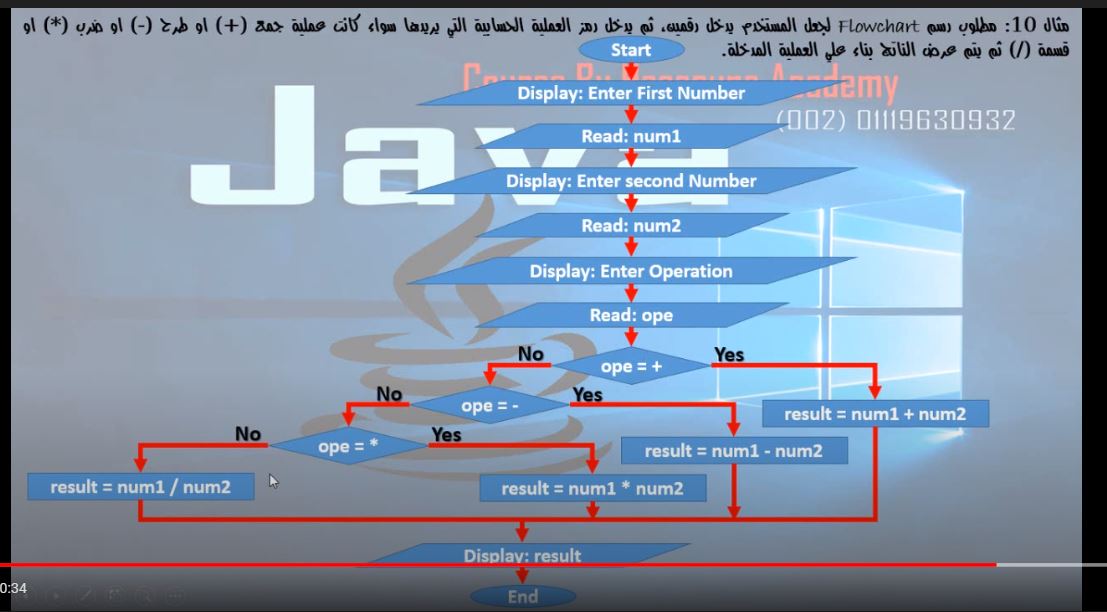 مثال 10: مطلوب رسم Flowchart لجعل المستخدم يدخل رقمين، ثم يدخل رمز العملية الحسابية التي يريدها سواء كانت عملية جمع (+) او طرح (-) او ضرب (*) او
قسمة (/) ثم يتم عرض الناتج بناء علي العملية المدخلة.
Start
Course By Academy
Display: Enter First Number
(002) 01119630932
Java
Read: num1
Display: Enter second Number
Read: num2
Display: Enter Operation
Read: ope
No
Yes
ope = +
No
Yes
ope = -
result = num1 + num2
No
Yes
ope = *
result = num1 - num2
result = num1 / num2
result = num1 * num2
Display: result
0:34
End